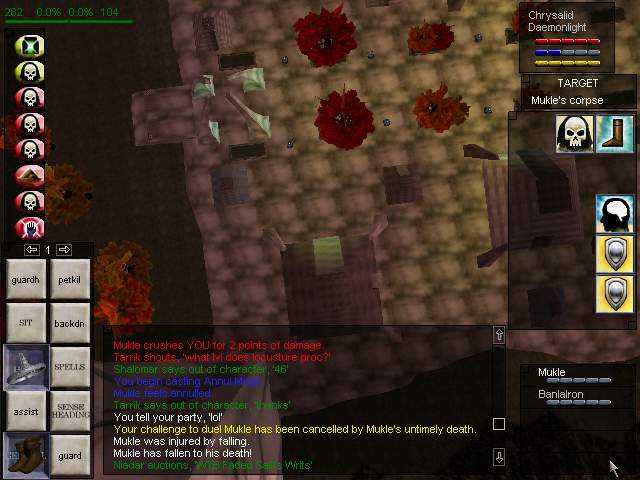 282 0.0% 0.0% 104
Chrysalid
Daemonlight
TARGET
Mukle's corpse
1
guardh petkil
SIT backdn
SPELLS
assist SENSE HEADING
guard
Mukle crushes YOU for 2 points of damage.
Tarrik shouts, 'what lvl does locusture proc?'
Shalomar says out of character, '46'
You begin casting Annul Magic.
Mukle feels annulled.
Tarrik says out of character, 'thanks'
You tell your party, 'lol'
Your challenge to duel Mukle has been cancelled by Mukle's untimely death.
Mukle was injured by falling.
Mukle has fallen to his death!
Niadar auctions, 'WTB Faded Writs'
Mukle
Banlalron